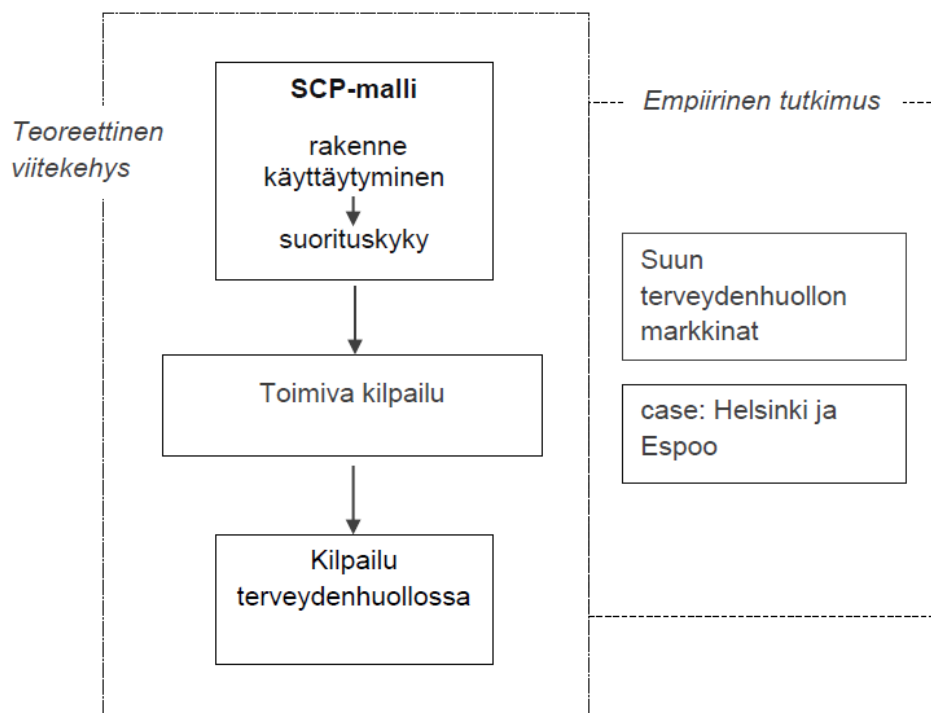 Teoreettinen
viitekehys
SCP-malli
rakenne
käyttäytyminen
suorituskyky
Toimiva kilpailu
Kilpailu
terveydenhuollossa
Empiirinen tutkimus
Suun
terveydenhuollon
markkinat
case: Helsinki ja
Espoo